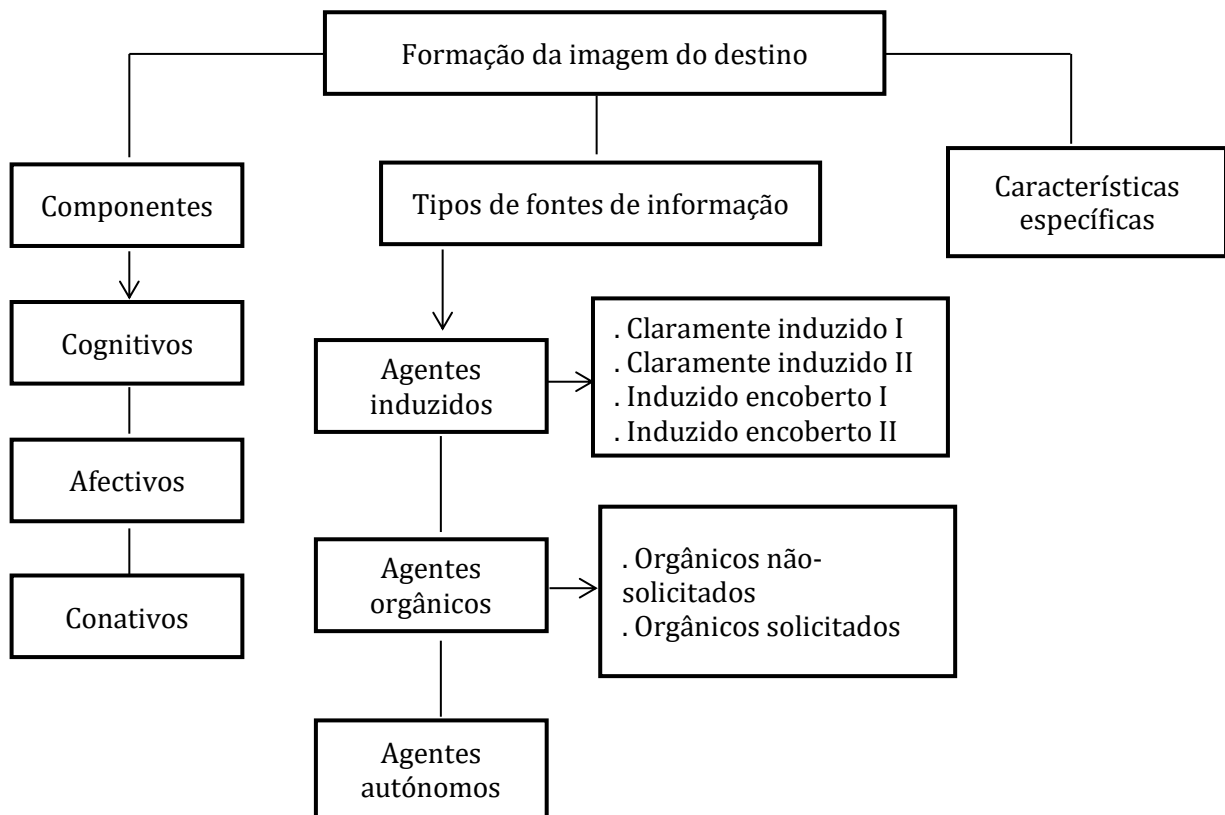 Formação da imagem do destino
Componentes
Tipos de fontes de informação
Características
específicas
Cognitivos
Agentes
induzidos
. Claramente induzido I
. Claramente induzido II
. Induzido encoberto I
. Induzido encoberto II
Afectivos
Agentes
orgânicos
. Orgânicos não-
solicitados
. Orgânicos solicitados
Conativos
Agentes
autónomos